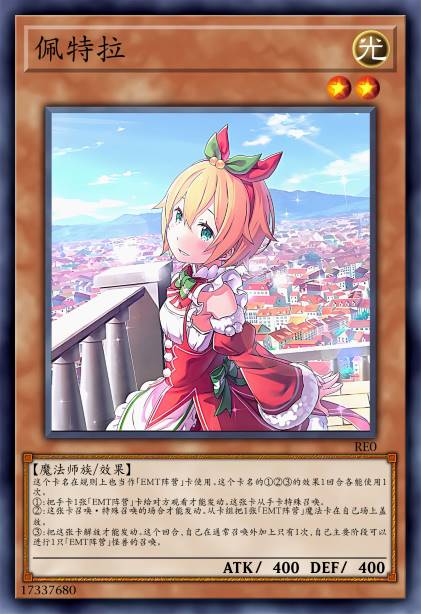 佩特拉
光
RE0
【魔法师族/效果】
这个卡名在规则上也当作「EMT阵营」卡使用。这个卡名的①②③的效果1回合各能使用1
次。
①:把手卡1张「EMT阵营」卡给对方观看才能发动。这张卡从手卡特殊召唤。
②:这张卡召唤·特殊召唤的场合才能发动。从卡组把1张「EMT阵营」魔法卡在自己场上盖
放。
③:把这张卡解放才能发动。这个回合,自己在通常召唤外加上只有1次,自己主要阶段可以
进行1只「EMT阵营」怪兽的召唤。
ATK/ 400 DEF/ 400
17337680